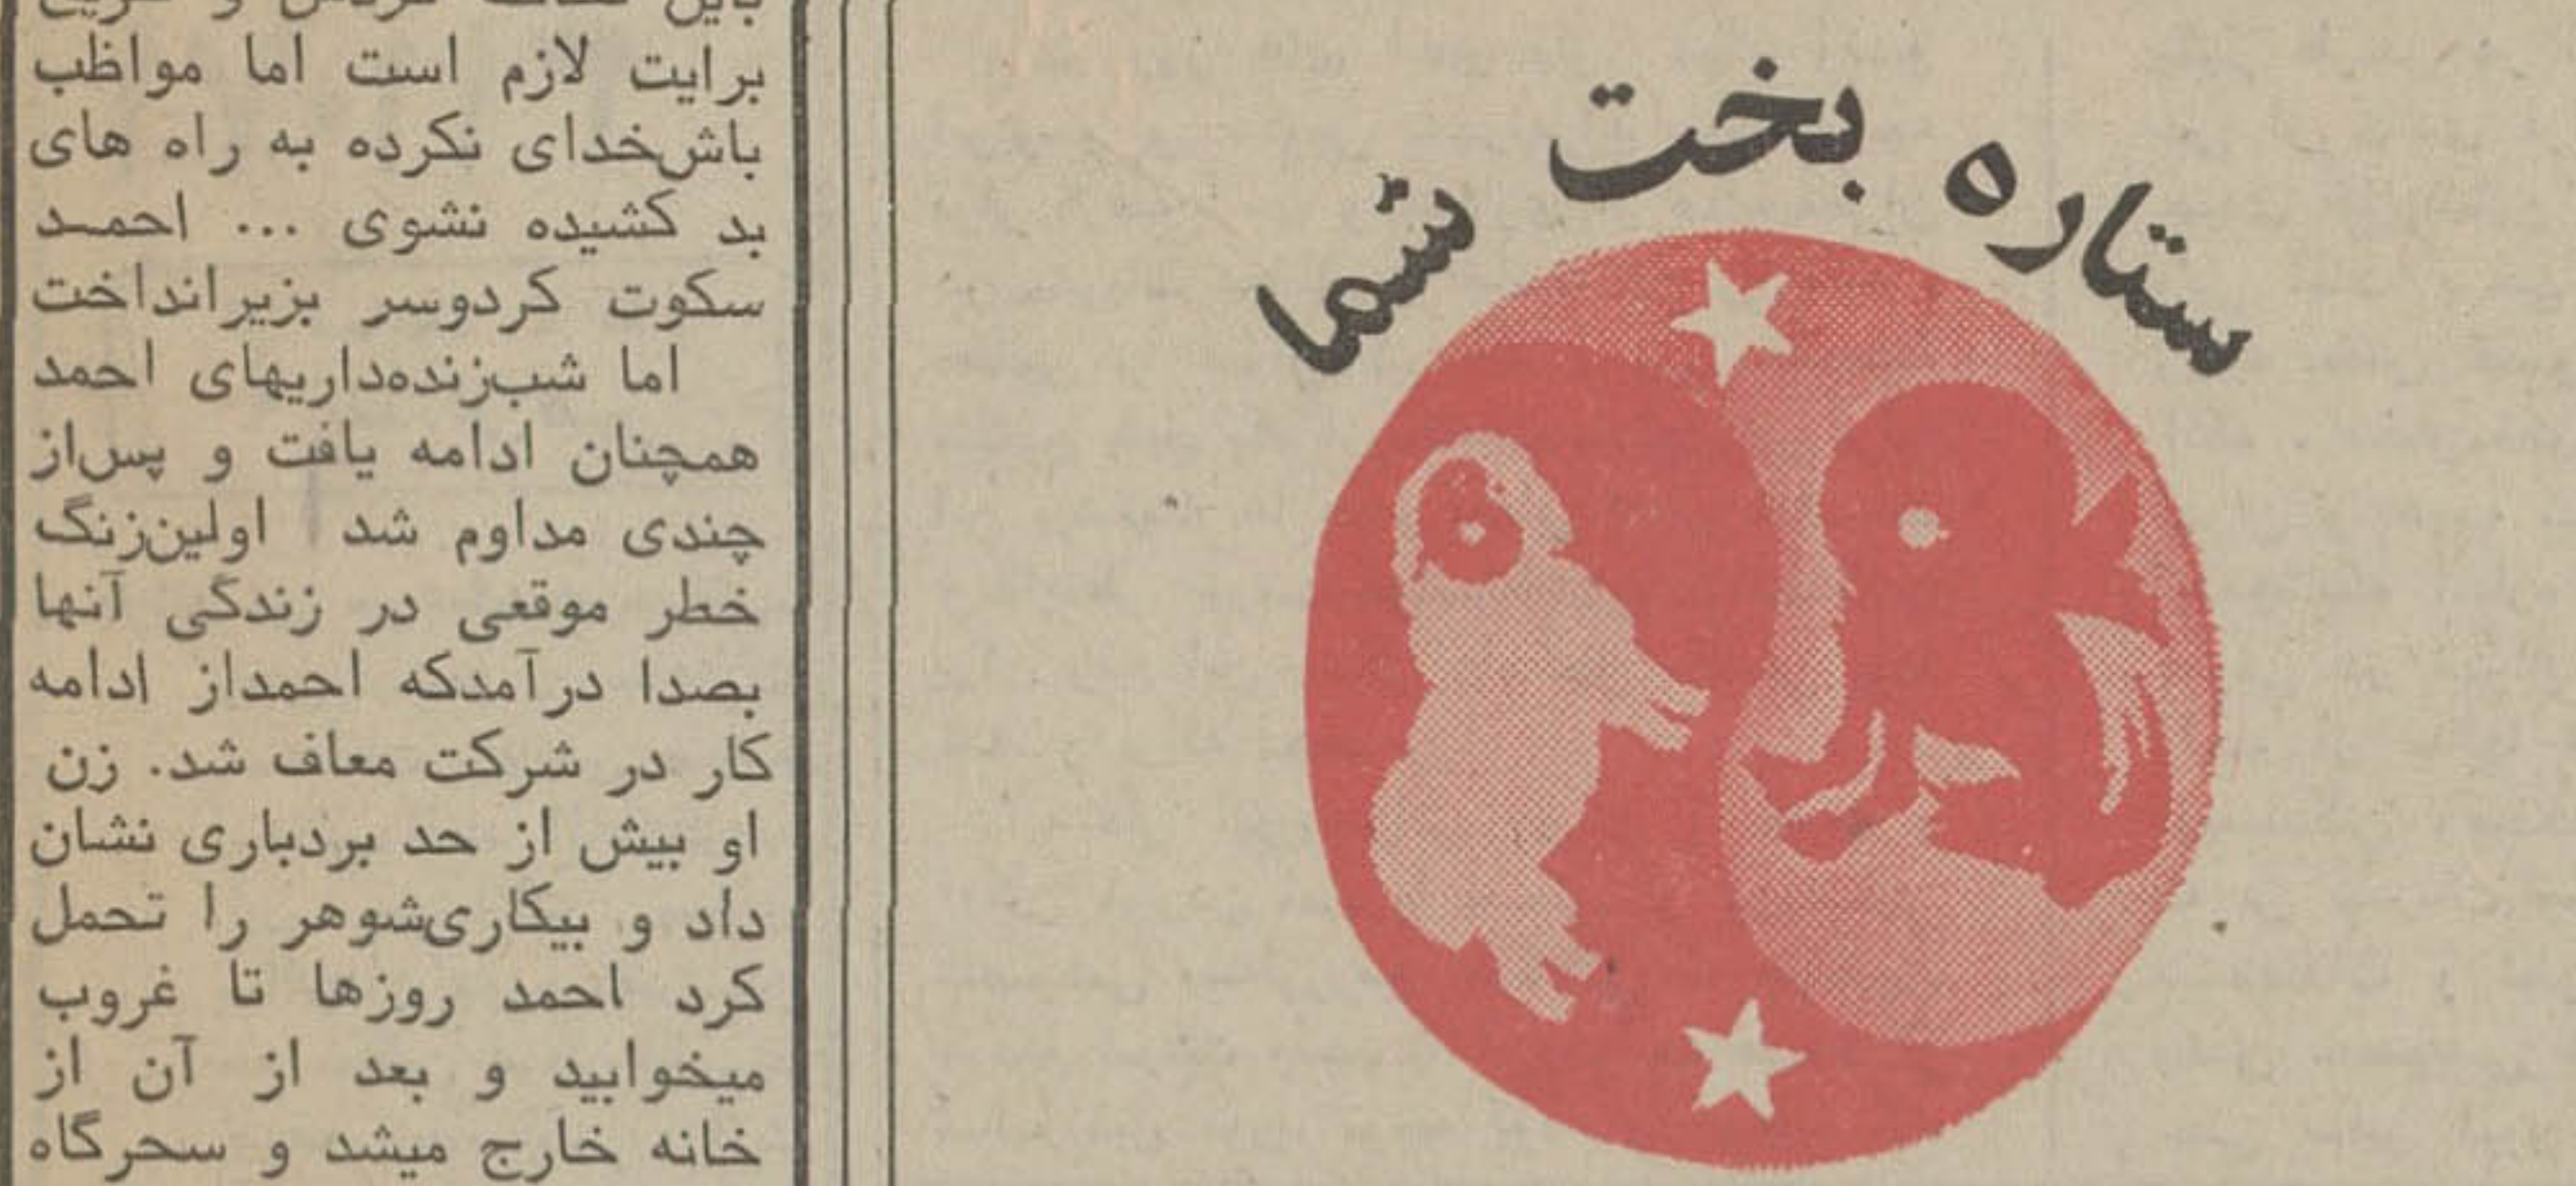 ستاره بخت شما
برایت لازم است اما مواظب
باش‌خدای نکرده به راه های
بد کشیده نشوی ... احمد
سکوت کردوسر بزیرانداخت
اما شب‌زنده‌داریهای احمد
همچنان ادامه یافت و پس‌از
چندی مداوم شد اولین‌زنگ
خطر موقعی در زندگی آنها
بصدا درآمدکه احمداز ادامه
کار در شرکت معاف شد. زن
او بیش از حد بردباری نشان
داد و بیکاری‌شوهر را تحمل
کرد احمد روزها تا غروب
میخوابید و بعد از آن از
خانه خارج میشد و سحرگاه